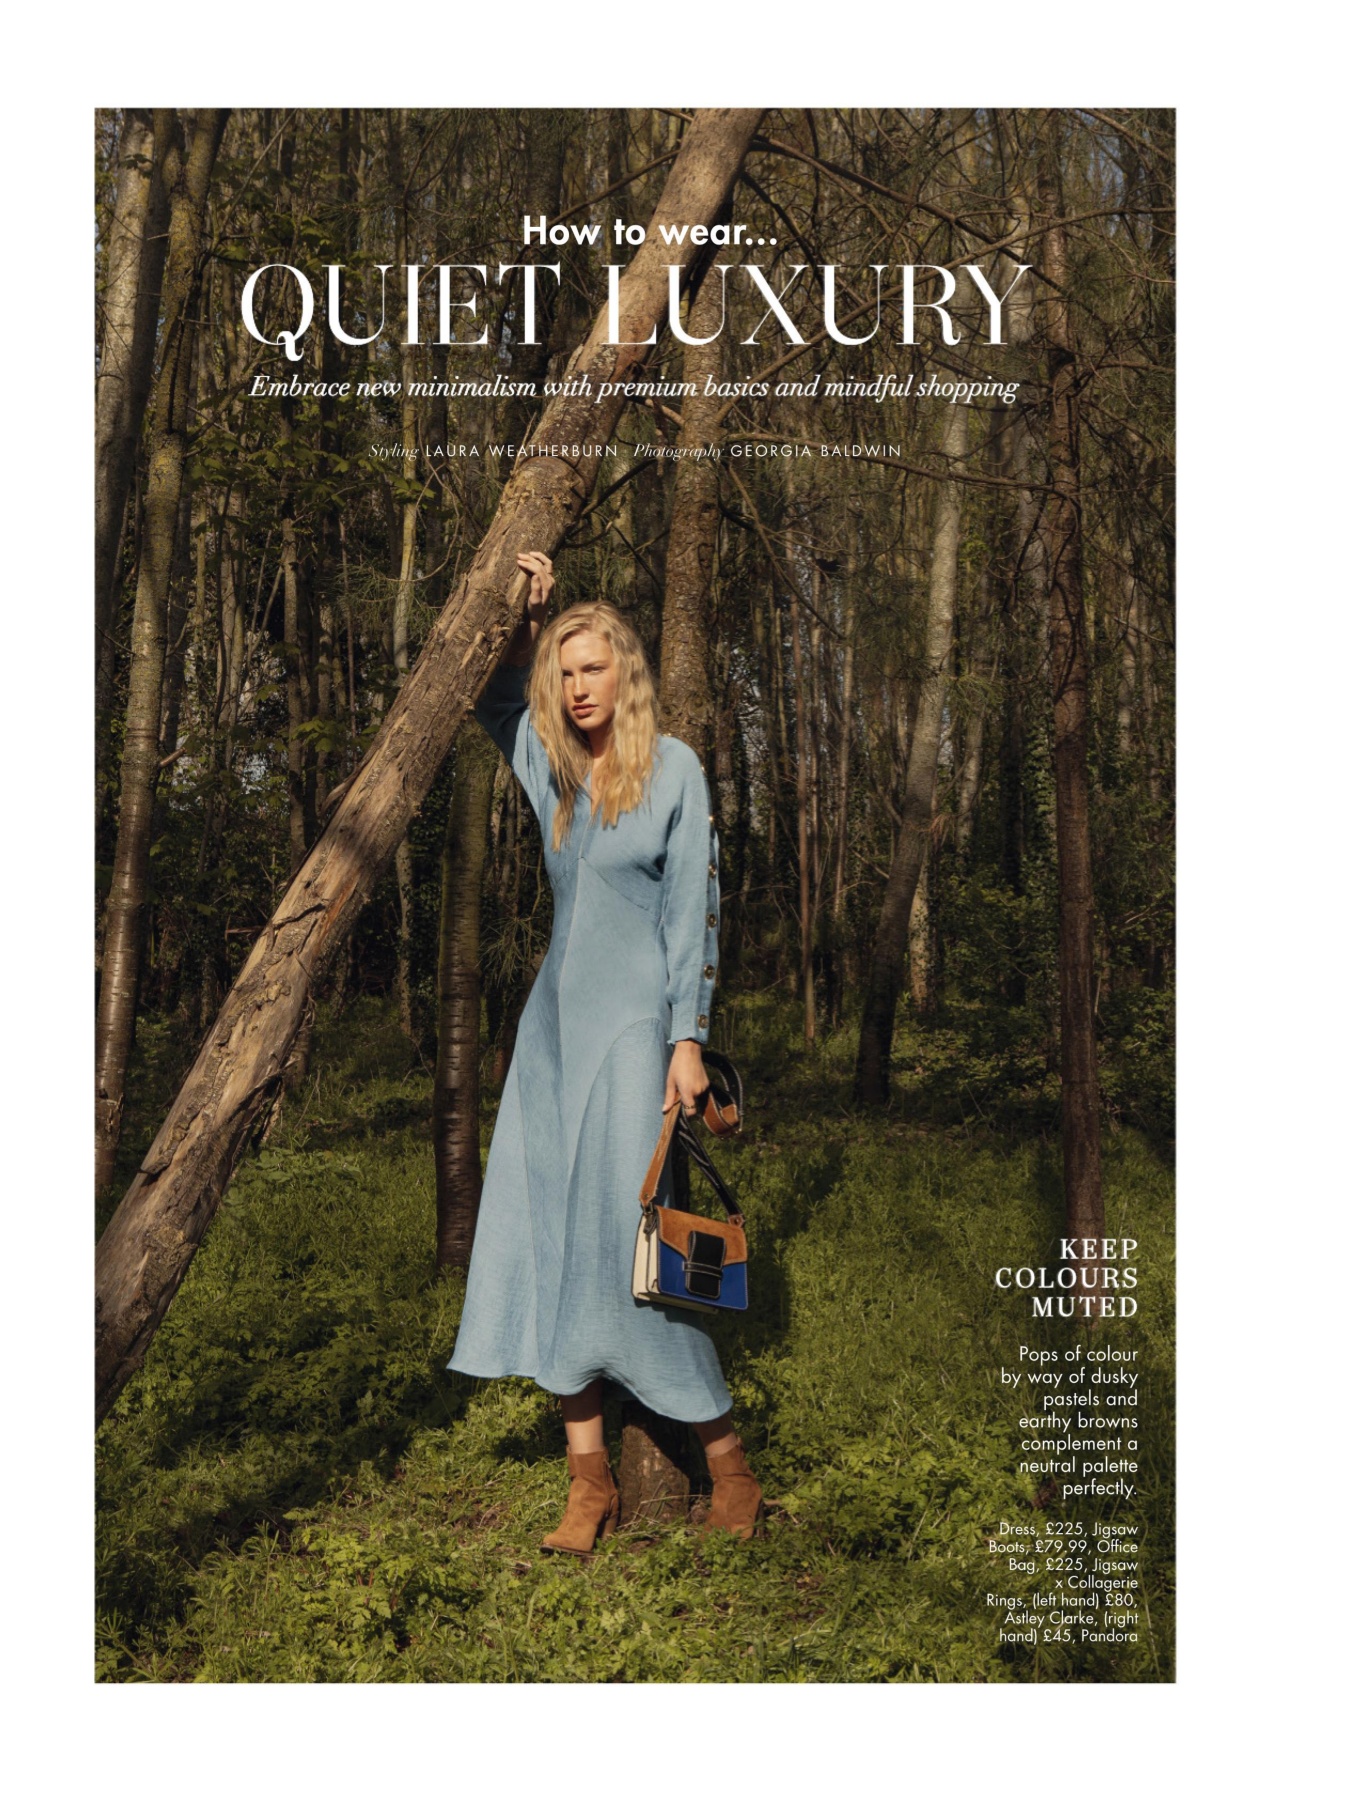 How to wear...
QUIET LUXURY
Embrace new minimalism with premium basics and mindful shopping
Styling LAURA WEATHERBURN Photography GEORGIA BALDWIN
KEEP
COLOURS
MUTED
Pops of colour
by way of dusky
pastels and
earthy browns
complement a
neutral palette
perfectly.
Dress, £225, Jigsaw
Boots, £79.99, Office
Bag, £225, Jigsaw
x Collagerie
Rings, (left hand) £80,
Astley Clarke, (right
hand) £45, Pandora